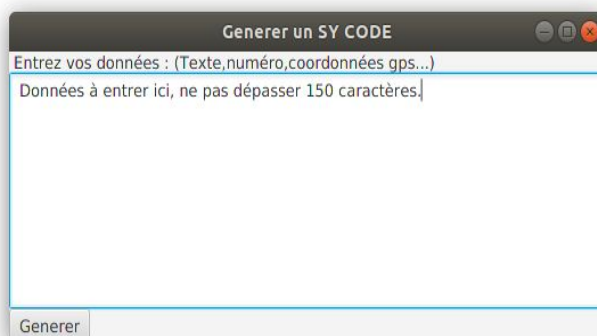 Generer un SY CODE
Entrez vos données : (Texte,numéro,coordonnées gps...)
Données à entrer ici, ne pas dépasser 150 caractères.
Generer